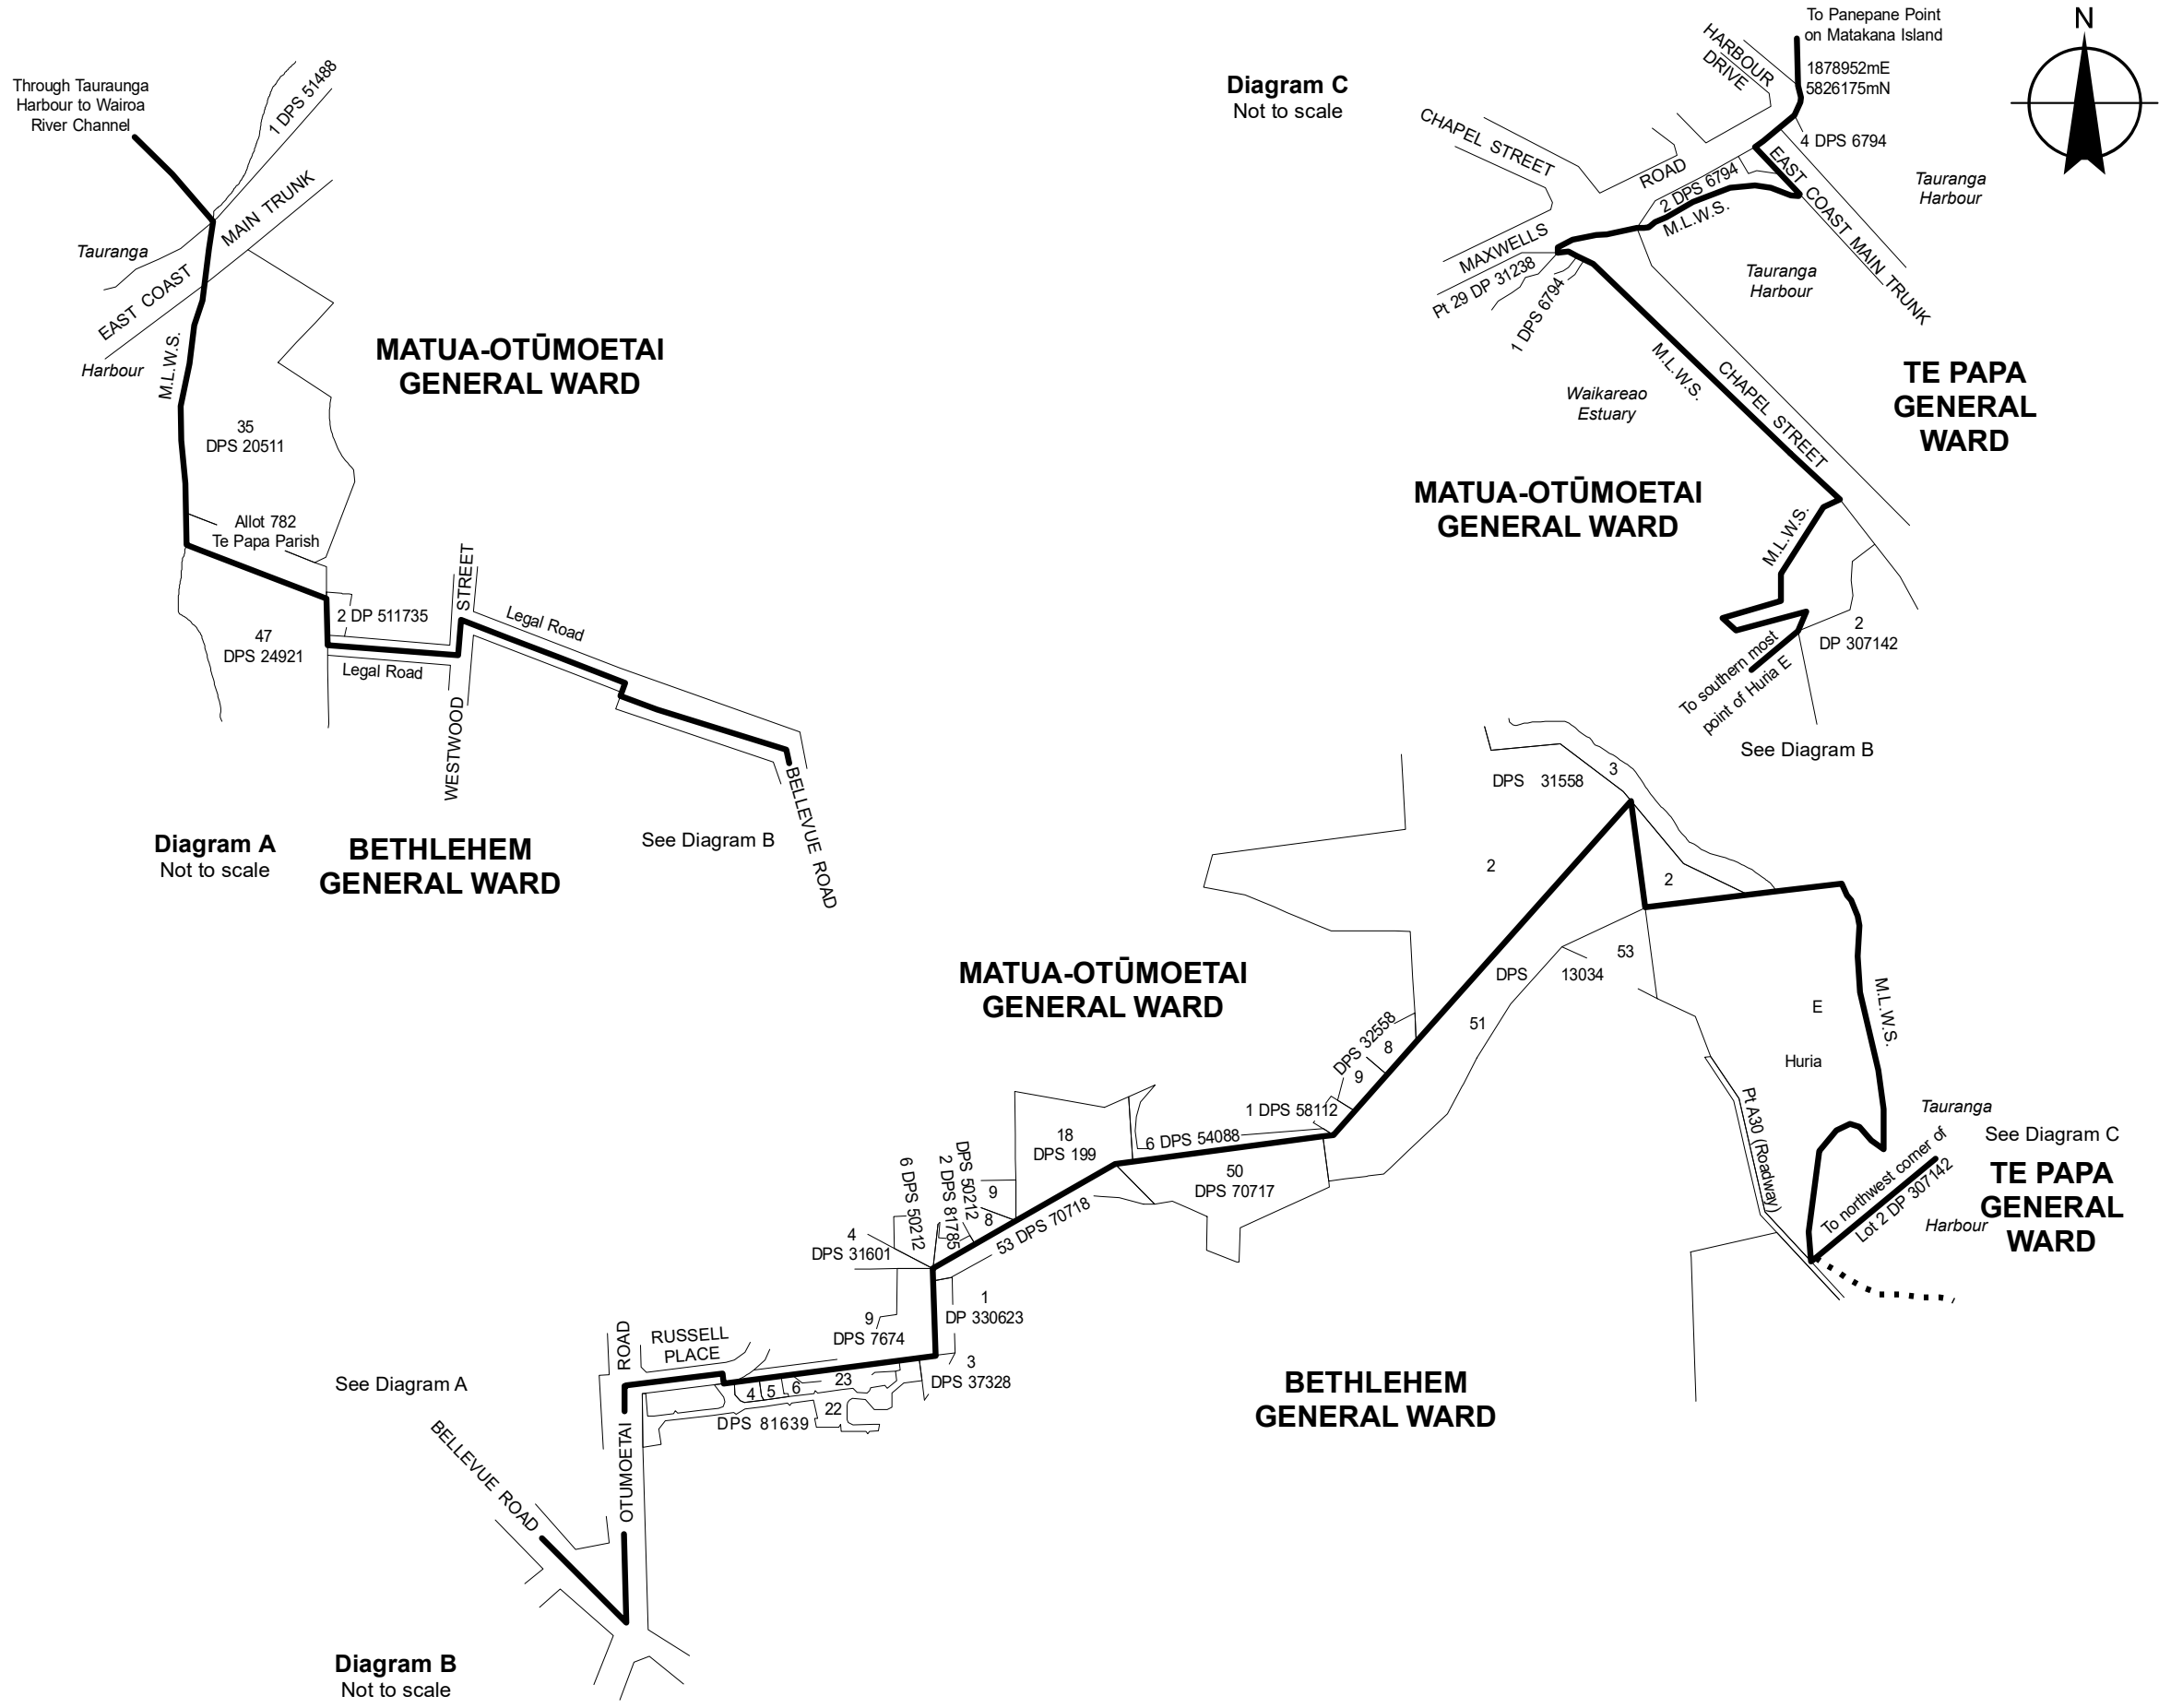 Through Tauraunga
Harbour to Wairoa
River Channel
1 DPS 51488
MAIN TRUNK
EAST COAST
Tauranga
Harbour
M.L.W.S.
MATUA-OTŪMOETAI
GENERAL WARD
35
DPS 20511
Allot 782
Te Papa Parish
2 DP 511735
47
DPS 24921
Legal Road
STREET
WESTWOOD
Legal Road
BELLEVUE ROAD
See Diagram B
Diagram A
Not to scale
BETHLEHEM
GENERAL WARD
Diagram C
Not to scale
To Panepane Point
on Matakana Island
1878952mE
5826175mN
N
HARBOUR
DRIVE
CHAPEL STREET
ROAD
4 DPS 6794
2 DPS 6794
M.L.W.S.
EAST COAST MAIN TRUNK
Tauranga
Harbour
MAXWELLS
Pt 29 DP 31238
1 DPS 6794
Tauranga
Harbour
M.L.W.S.
CHAPEL STREET
Waikareao
Estuary
TE PAPA
GENERAL
WARD
MATUA-OTŪMOETAI
GENERAL WARD
M.L.W.S.
2
DP 307142
To southern most
point of Huria E
See Diagram B
DPS 31558
3
2
2
MATUA-OTŪMOETAI
GENERAL WARD
53
DPS 13034
51
E
Huria
M.L.W.S.
DPS 32558
8
9
1 DPS 58112
6 DPS 54088
18
DPS 199
50
DPS 70717
Pt A30 (Roadway)
Tauranga
See Diagram C
To northwest corner of
Lot 2 DP 307142
Harbour
TE PAPA
GENERAL
WARD
DPS 50212
2 DPS 81785
6 DPS 50212
9
8
53 DPS 70718
4
DPS 31601
1
DP 330623
9
DPS 7674
3
DPS 37328
RUSSELL
PLACE
ROAD
OTUMOETAI
4
5
6
23
22
DPS 81639
See Diagram A
BELLEVUE ROAD
BETHLEHEM
GENERAL WARD
Diagram B
Not to scale